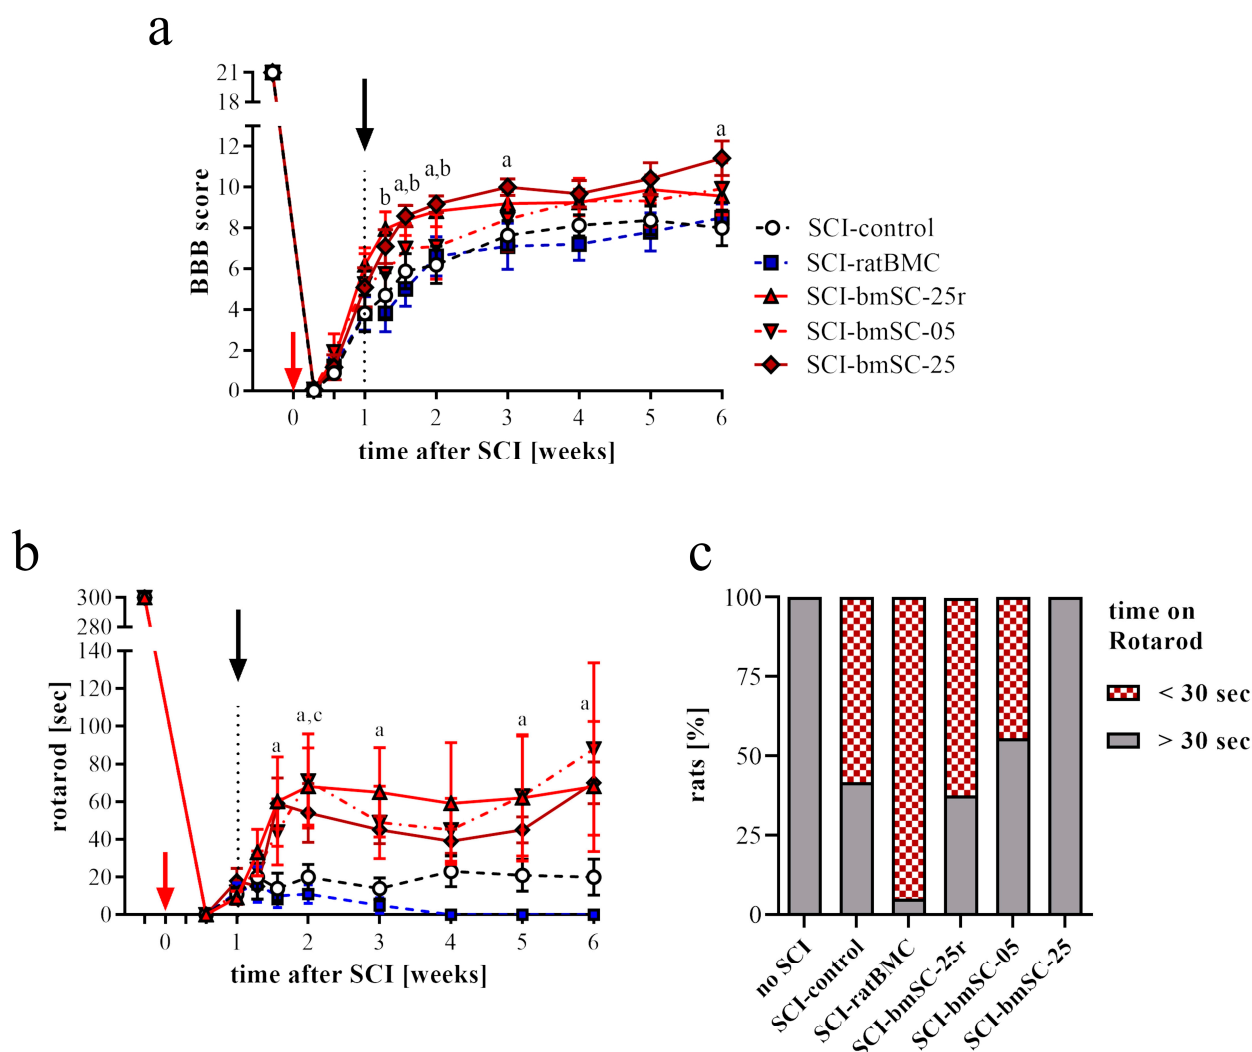 a
21
18
12
10
8
6
4
2
0
BBB score
b
a,b
a,b
a
a
0 1 2 3 4 5 6
time after SCI [weeks]
SCI-control
SCI-ratBMC
SCI-bmSC-25r
SCI-bmSC-05
SCI-bmSC-25
b
300
280
140
120
100
80
60
40
20
0
rotarod [sec]
a
a,c
a
a
a
0 1 2 3 4 5 6
time after SCI [weeks]
c
100
75
50
25
0
rats [%]
no SCI
SCI-control
SCI-ratBMC
SCI-bmSC-25r
SCI-bmSC-05
SCI-bmSC-25
time on
Rotarod
< 30 sec
> 30 sec